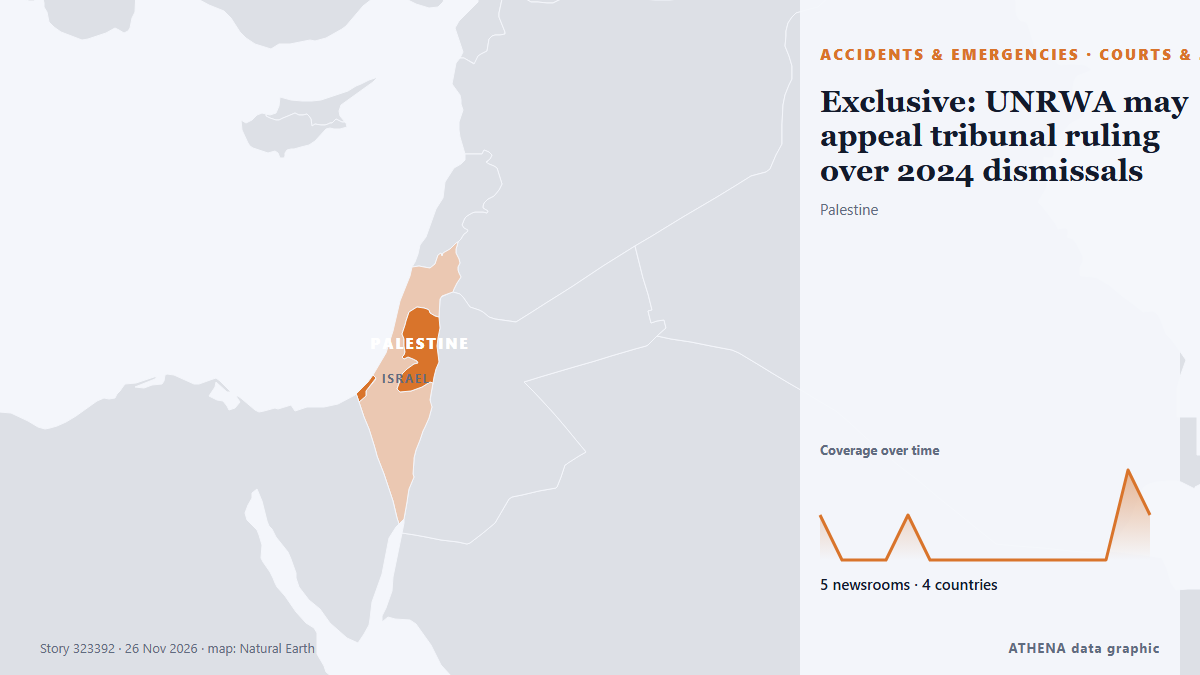 ACCIDENTS & EMERGENCIES · COURTS &
Exclusive: UNRWA may
appeal tribunal ruling
over 2024 dismissals
Palestine
PALESTINE
ISRAEL
Coverage over time
5 newsrooms · 4 countries
Story 323392 · 26 Nov 2026 · map: Natural Earth
ATHENA data graphic